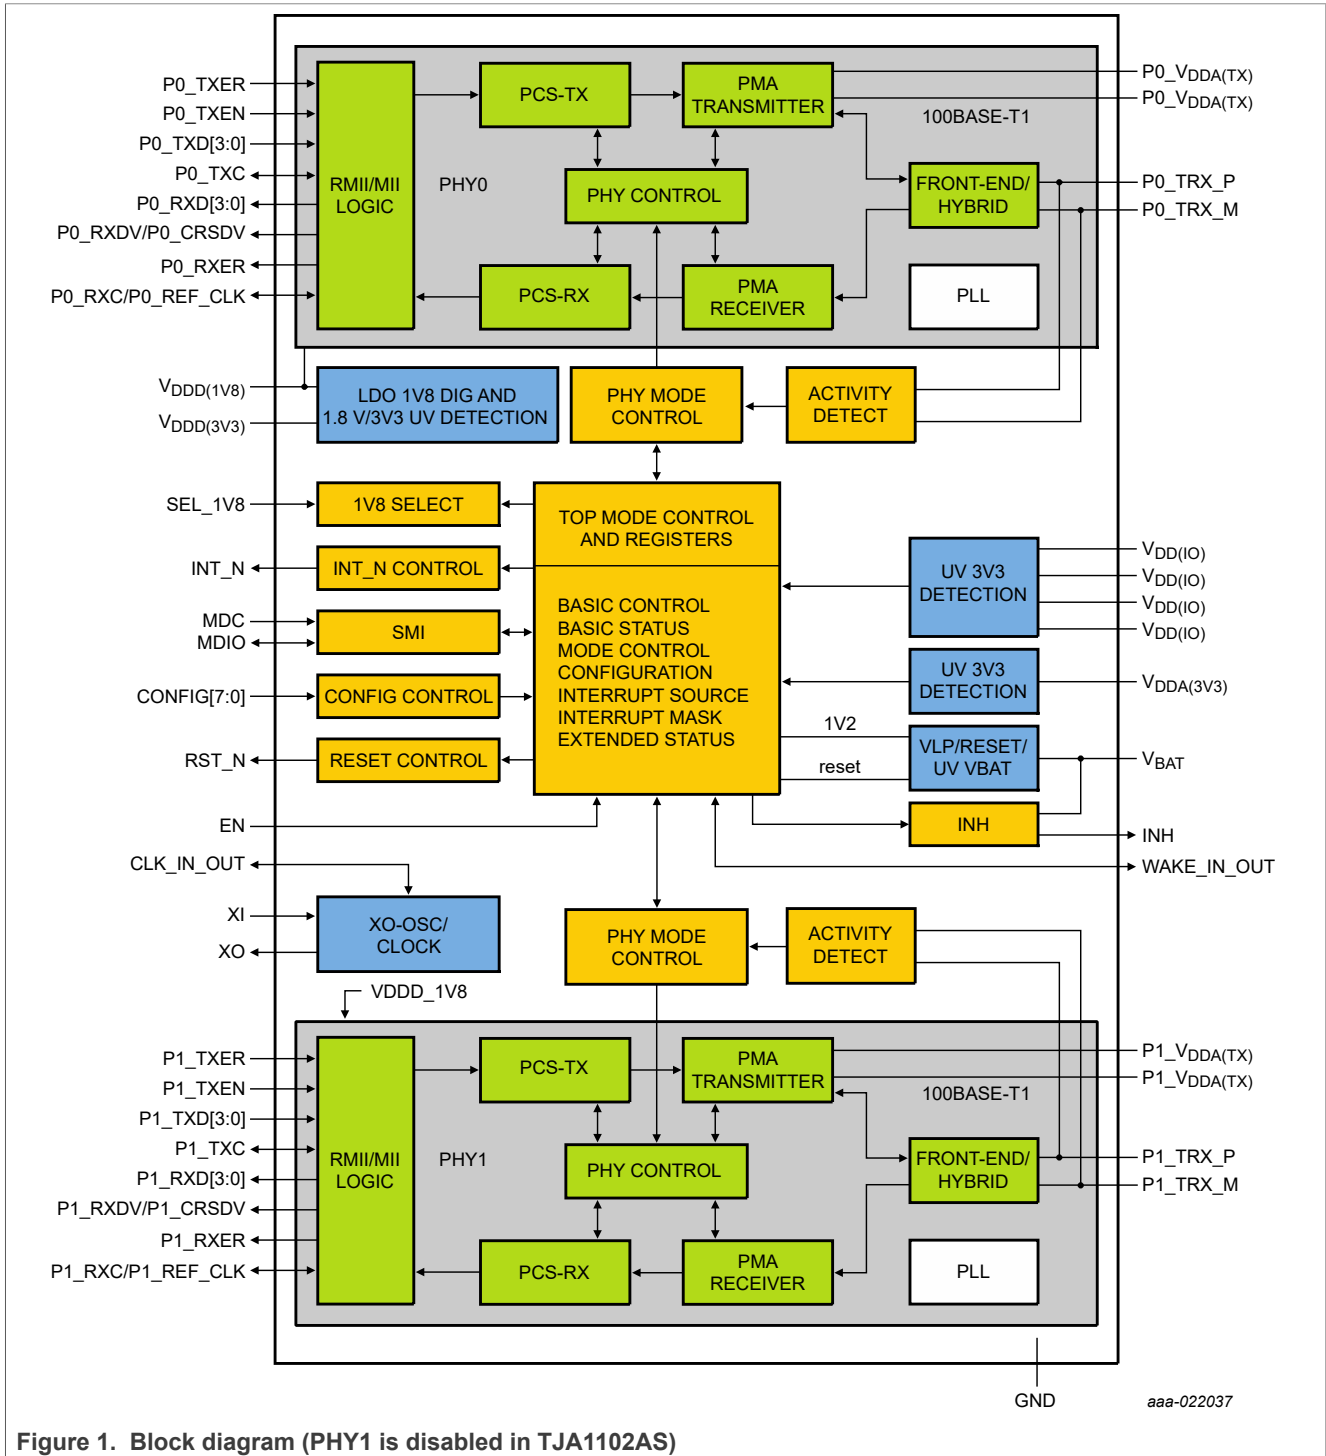 P0_TXER
P0_TXEN
P0_TXD[3:0]
P0_TXC
P0_RXD[3:0]
P0_RXDV/P0_CRSDV
P0_RXER
P0_RXC/P0_REF_CLK
RMII/MII
LOGIC
PHY0
PCS-TX
PMA
TRANSMITTER
100BASE-T1
PHY CONTROL
FRONT-END/
HYBRID
PCS-RX
PMA
RECEIVER
PLL
P0_VDDA(TX)
P0_VDDA(TX)
P0_TRX_P
P0_TRX_M
VDDD(1V8)
VDDD(3V3)
LDO 1V8 DIG AND
1.8 V/3V3 UV DETECTION
PHY MODE
CONTROL
ACTIVITY
DETECT
SEL_1V8
1V8 SELECT
INT_N
INT_N CONTROL
MDC
MDIO
SMI
CONFIG[7:0]
CONFIG CONTROL
RST_N
RESET CONTROL
EN
TOP MODE CONTROL
AND REGISTERS
BASIC CONTROL
BASIC STATUS
MODE CONTROL
CONFIGURATION
INTERRUPT SOURCE
INTERRUPT MASK
EXTENDED STATUS
UV 3V3
DETECTION
VDD(IO)
VDD(IO)
VDD(IO)
VDD(IO)
UV 3V3
DETECTION
VDDA(3V3)
1V2
reset
VLP/RESET/
UV VBAT
VBAT
INH
INH
WAKE_IN_OUT
CLK_IN_OUT
XI
XO
XO-OSC/
CLOCK
PHY MODE
CONTROL
ACTIVITY
DETECT
VDDD_1V8
P1_TXER
P1_TXEN
P1_TXD[3:0]
P1_TXC
P1_RXD[3:0]
P1_RXDV/P1_CRSDV
P1_RXER
P1_RXC/P1_REF_CLK
RMII/MII
LOGIC
PHY1
PCS-TX
PMA
TRANSMITTER
100BASE-T1
PHY CONTROL
FRONT-END/
HYBRID
PCS-RX
PMA
RECEIVER
PLL
P1_VDDA(TX)
P1_VDDA(TX)
P1_TRX_P
P1_TRX_M
GND
aaa-022037
Figure 1. Block diagram (PHY1 is disabled in TJA1102AS)